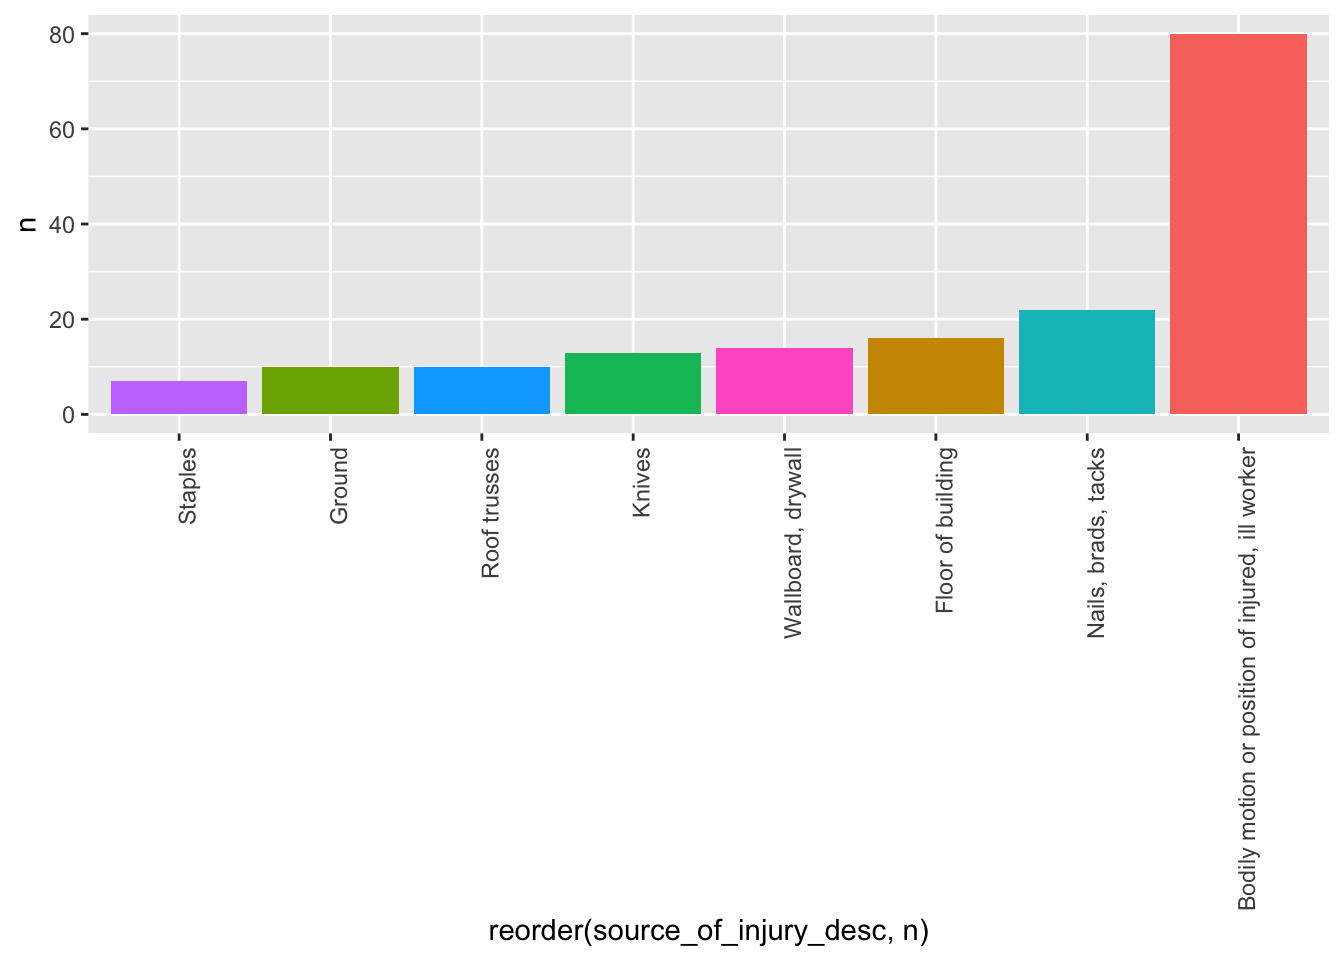 80
60
40
20
0
n
Staples
Ground
Roof trusses
Knives
Wallboard, drywall
Floor of building
Nails, brads, tacks
Bodily motion or position of injured, ill worker
reorder(source_of_injury_desc, n)